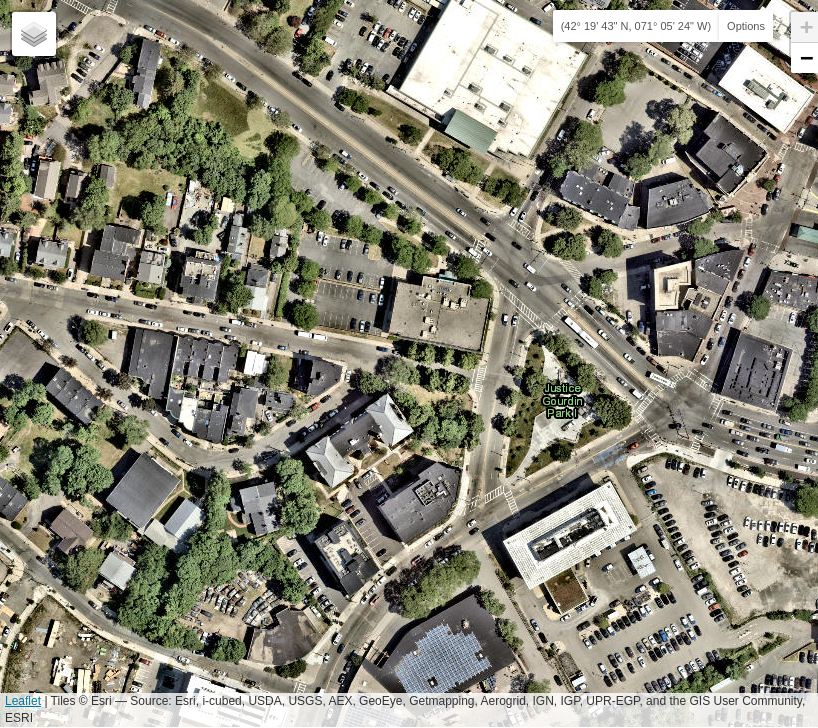 (42° 19' 43" N, 071° 05' 24" W) Options
+
−
Justice
Gourdin
Park I
Leaflet | Tiles © Esri — Source: Esri, i-cubed, USDA, USGS, AEX, GeoEye, Getmapping, Aerogrid, IGN, IGP, UPR-EGP, and the GIS User Community,
ESRI